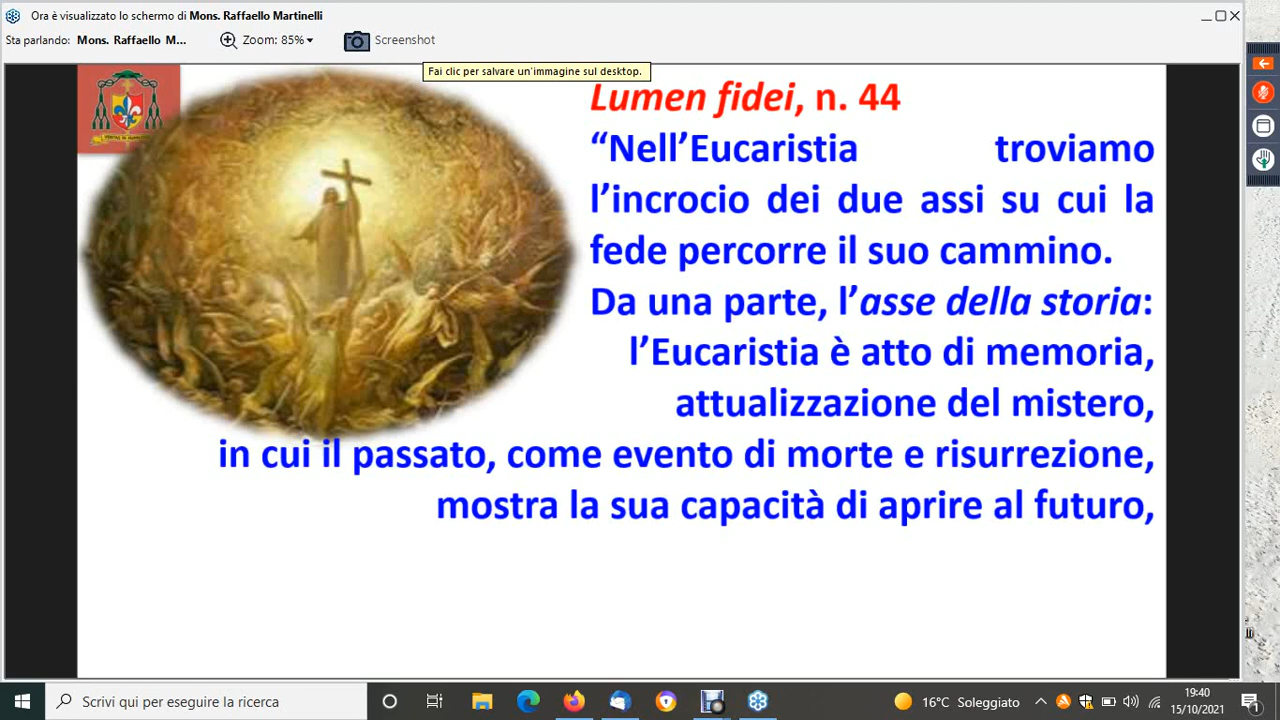 Ora è visualizzato lo schermo di Mons. Raffaello Martinelli
Sta parlando: Mons. Raffaello M... Zoom: 85% Screenshot
Fai clic per salvare un'immagine sul desktop.
Lumen fidei, n. 44
“Nell’Eucaristia troviamo
l’incrocio dei due assi su cui la
fede percorre il suo cammino.
Da una parte, l’asse della storia:
l’Eucaristia è atto di memoria,
attualizzazione del mistero,
in cui il passato, come evento di morte e risurrezione,
mostra la sua capacità di aprire al futuro,
Scrivi qui per eseguire la ricerca
16°C Soleggiato
19:40
15/10/2021
1